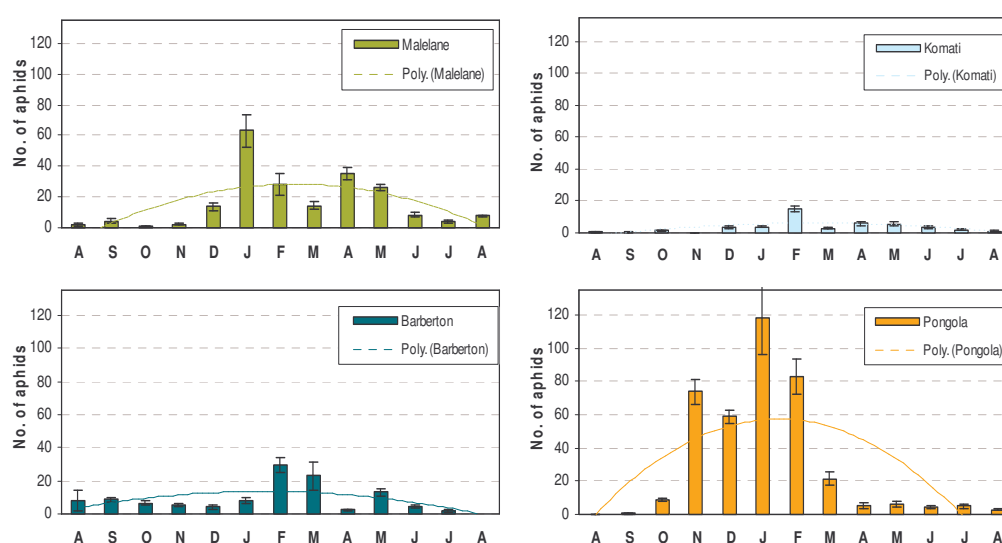 No. of aphids
120
100
80
60
40
20
0
Malelane
Poly. (Malelane)
A S O N D J F M A M J J A
No. of aphids
120
100
80
60
40
20
0
Komati
Poly. (Komati)
A S O N D J F M A M J J A
No. of aphids
120
100
80
60
40
20
0
Barberton
Poly. (Barberton)
A S O N D J F M A M J J A
No. of aphids
120
100
80
60
40
20
0
Pongola
Poly. (Pongola)
A S O N D J F M A M J J A